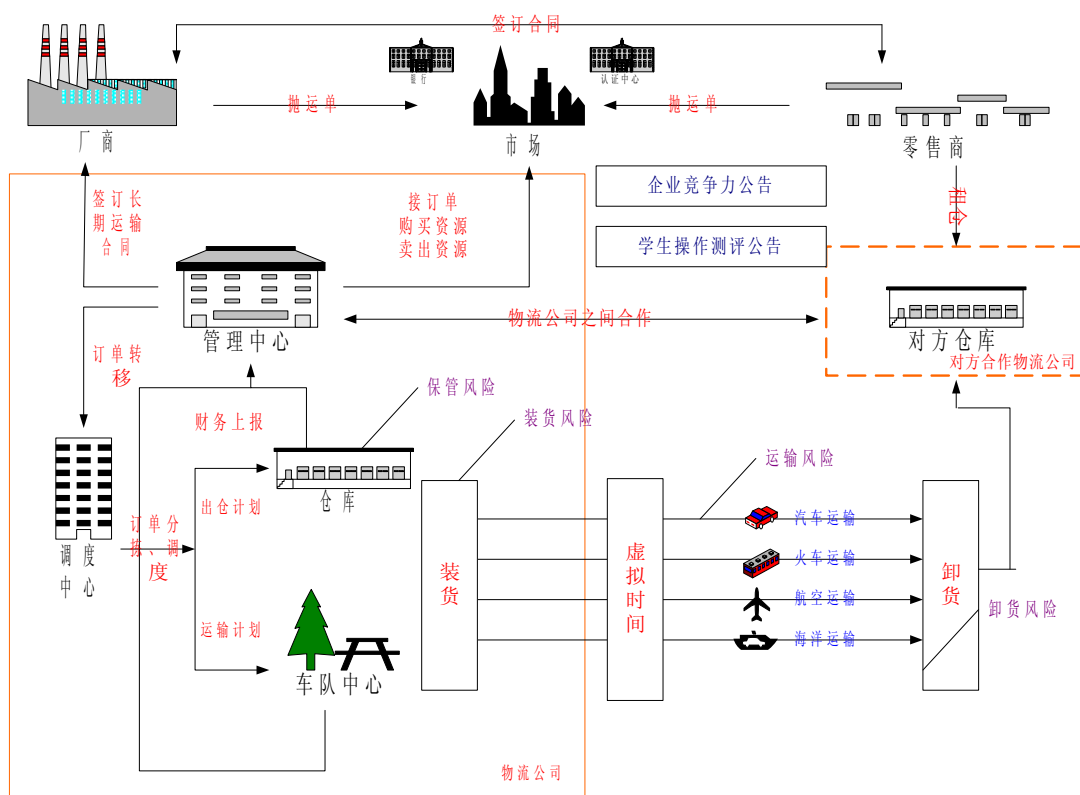 签订合同
银行
认证中心
抛运单
抛运单
厂商
市场
零售商
签订长
期运输
合同
接订单
购买资源
卖出资源
企业竞争力公告
学生操作测评公告
租仓
管理中心
物流公司之间合作
对方仓库
对方合作物流公司
订单转
移
财务上报
保管风险
装货风险
运输风险
仓库
出仓计划
订单分
拣、调
度
调度
中心
运输计划
车队中心
装货
虚拟时间
汽车运输
火车运输
航空运输
海洋运输
卸货
卸货风险
物流公司